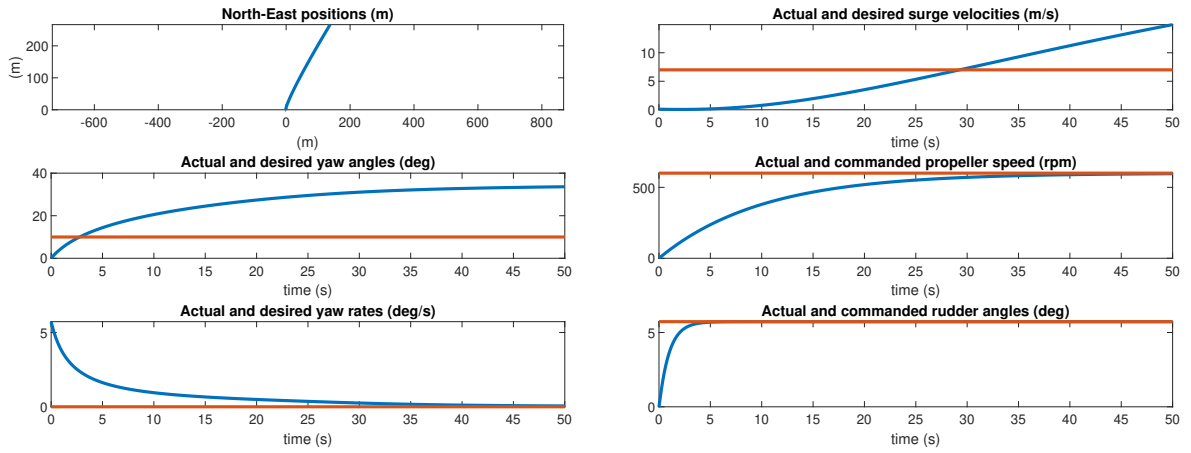 North-East positions (m)
(m)
200
100
0
-600 -400 -200 0 200 400 600 800
(m)
Actual and desired surge velocities (m/s)
10
5
0
0 5 10 15 20 25 30 35 40 45 50
time (s)
Actual and desired yaw angles (deg)
40
20
0
0 5 10 15 20 25 30 35 40 45 50
time (s)
Actual and commanded propeller speed (rpm)
500
0
0 5 10 15 20 25 30 35 40 45 50
time (s)
Actual and desired yaw rates (deg/s)
5
0
0 5 10 15 20 25 30 35 40 45 50
time (s)
Actual and commanded rudder angles (deg)
5
0
0 5 10 15 20 25 30 35 40 45 50
time (s)